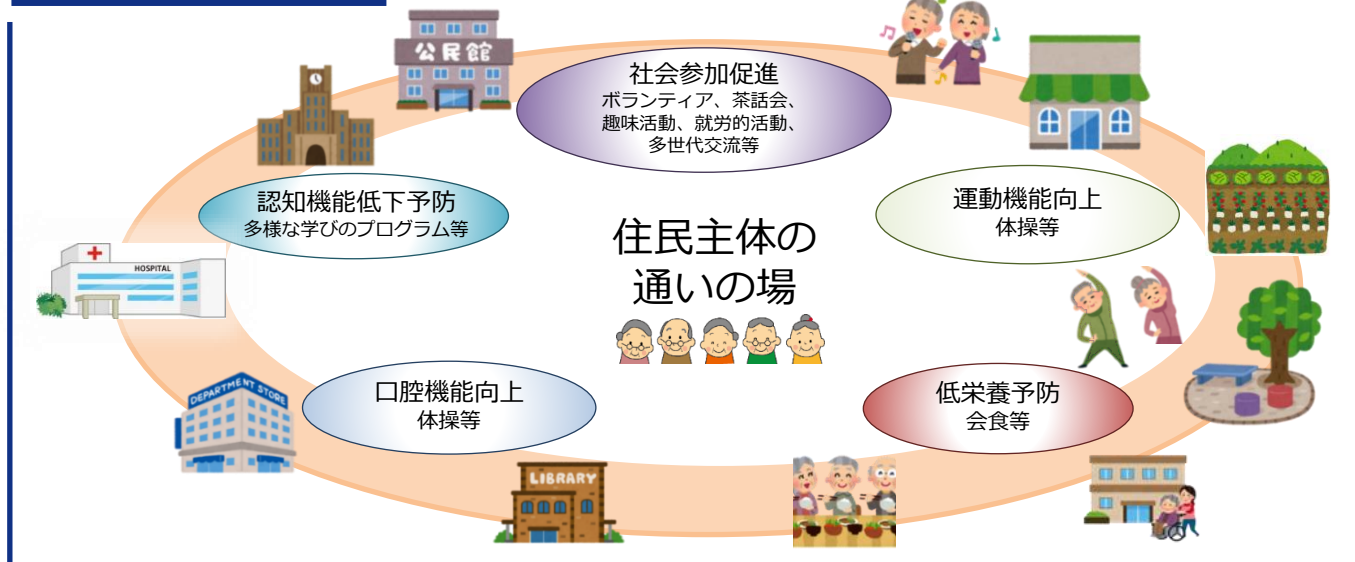 公民館
社会参加促進
ボランティア、茶話会、
趣味活動、就労的活動、
多世代交流等
認知機能低下予防
多様な学びのプログラム等
運動機能向上
体操等
住民主体の
通いの場
HOSPITAL
DEPARTMENT STORE
口腔機能向上
体操等
低栄養予防
会食等
LIBRARY